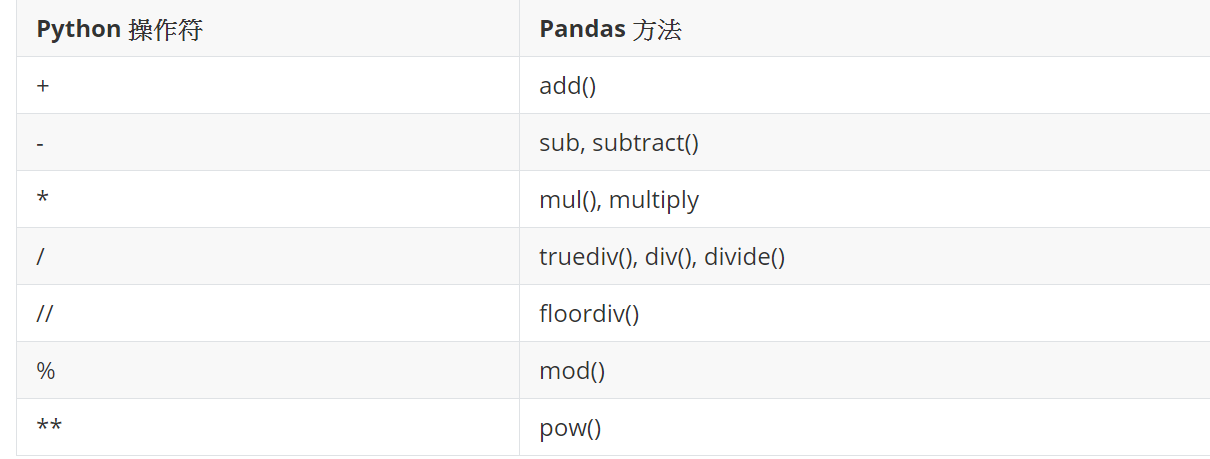 Python 操作符 Pandas 方法
+ add()
- sub, subtract()
* mul(), multiply
/ truediv(), div(), divide()
// floordiv()
% mod()
** pow()